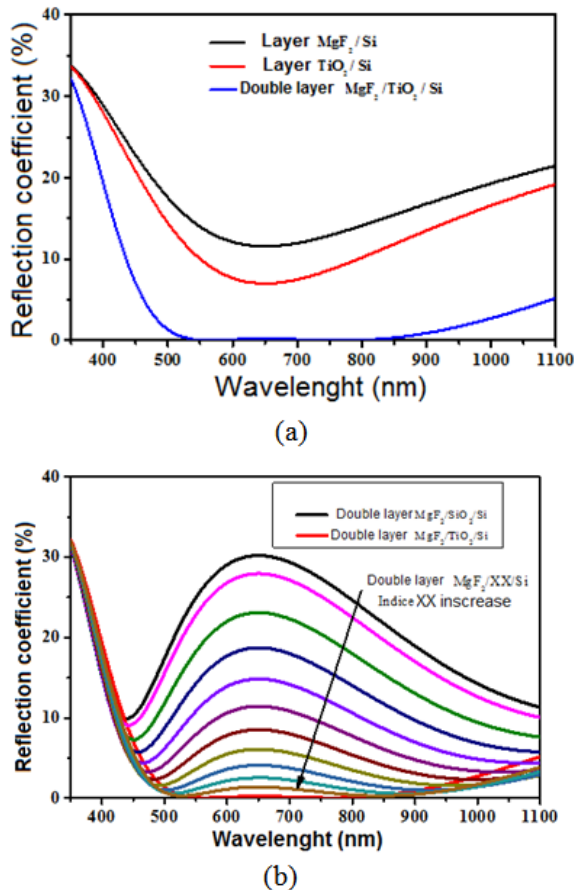 40
30
20
10
0
Reflection coefficient (%)
Layer MgF2/Si
Layer TiO2/Si
Double layer MgF2/TiO2/Si
400 500 600 700 800 900 1000 1100
Wavelenght (nm)
(a)
40
30
20
10
0
Reflection coefficient (%)
Double layer MgF2/SiO2/Si
Double layer MgF2/TiO2/Si
Double layer MgF2/XX/Si
Indice XX inscrease
400 500 600 700 800 900 1000 1100
Wavelenght (nm)
(b)